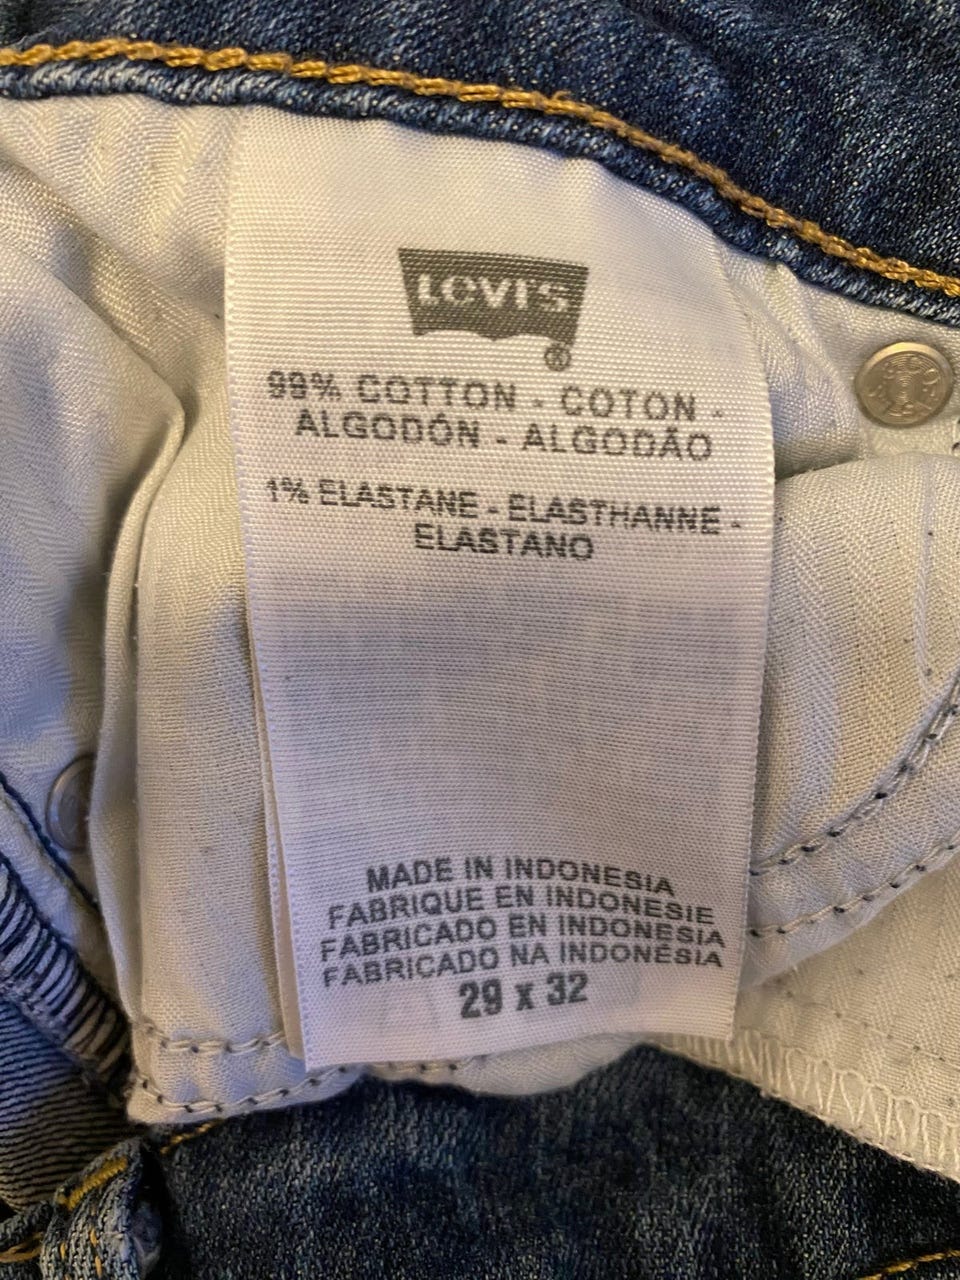 LEVI'S
®
99% COTTON - COTON -
ALGODÓN - ALGODÃO
1% ELASTANE - ELASTHANNE -
ELASTANO
MADE IN INDONESIA
FABRIQUE EN INDONESIE
FABRICADO EN INDONESIA
FABRICADO NA INDONÉSIA
29 x 32